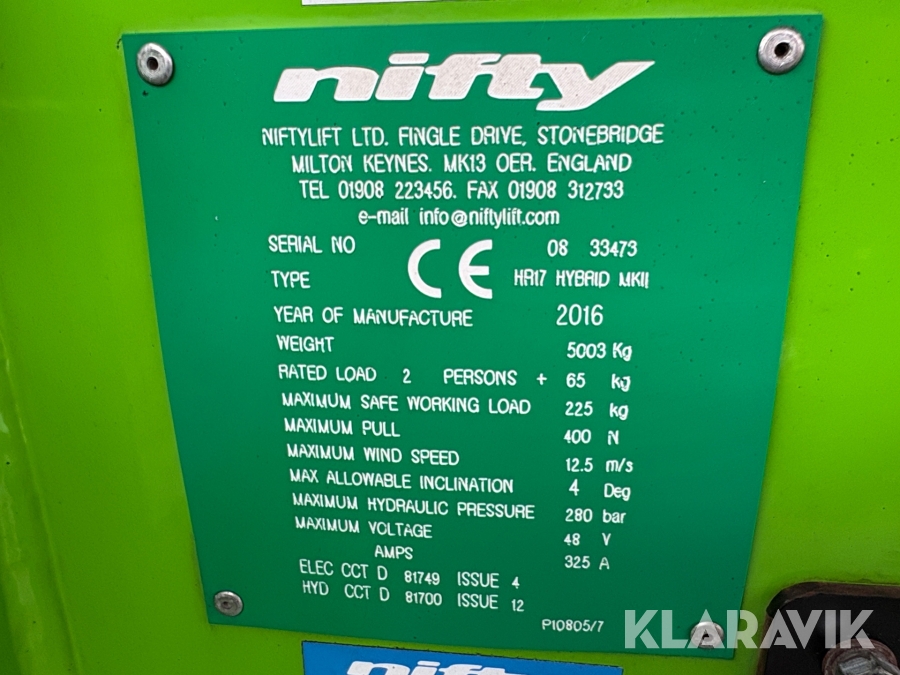 nifty
NIFTYLIFT LTD. FINGLE DRIVE, STONEBRIDGE
MILTON KEYNES. MK13 OER. ENGLAND
TEL 01908 223456. FAX 01908 312733
e-mail info@niftylift.com
SERIAL NO CE 08 33473
TYPE HR17 HYBRID MKII
YEAR OF MANUFACTURE 2016
WEIGHT 5003 Kg
RATED LOAD 2 PERSONS + 65 kg
MAXIMUM SAFE WORKING LOAD 225 kg
MAXIMUM PULL 400 N
MAXIMUM WIND SPEED 12.5 m/s
MAX ALLOWABLE INCLINATION 4 Deg
MAXIMUM HYDRAULIC PRESSURE 280 bar
MAXIMUM VOLTAGE 48 V
AMPS 325 A
ELEC CCT D 81749 ISSUE 4
HYD CCT D 81700 ISSUE 12
P10805/7
KLARAVIK
nifty